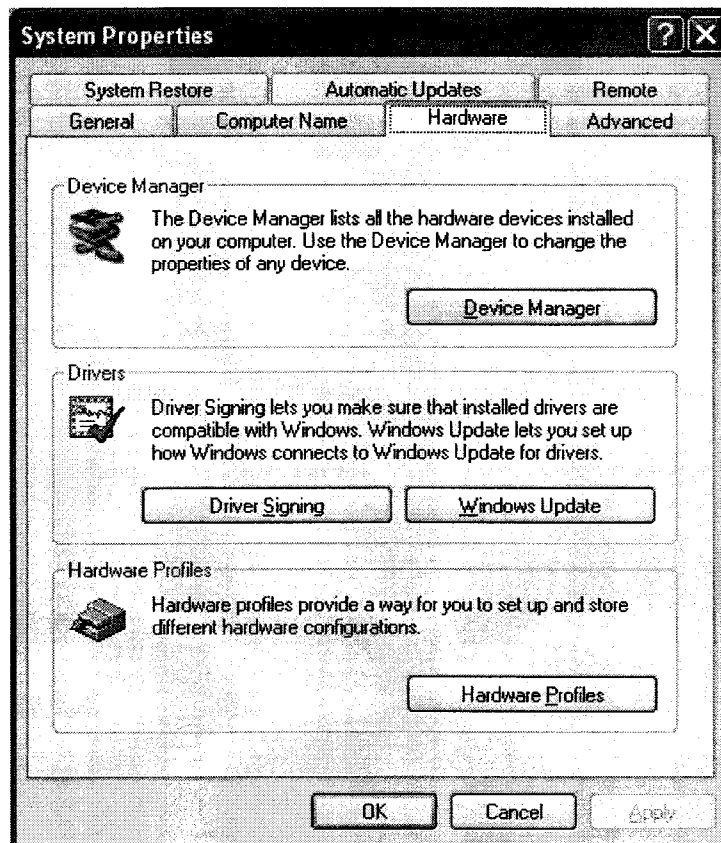 System Properties
System Restore
Automatic Updates
Remote
General
Computer Name
Hardware
Advanced
Device Manager
The Device Manager lists all the hardware devices installed
on your computer. Use the Device Manager to change the
properties of any device.
Device Manager
Drivers
Driver Signing lets you make sure that installed drivers are
compatible with Windows. Windows Update lets you set up
how Windows connects to Windows Update for drivers.
Driver Signing
Windows Update
Hardware Profiles
Hardware profiles provide a way for you to set up and store
different hardware configurations.
Hardware Profiles
OK
Cancel
Apply